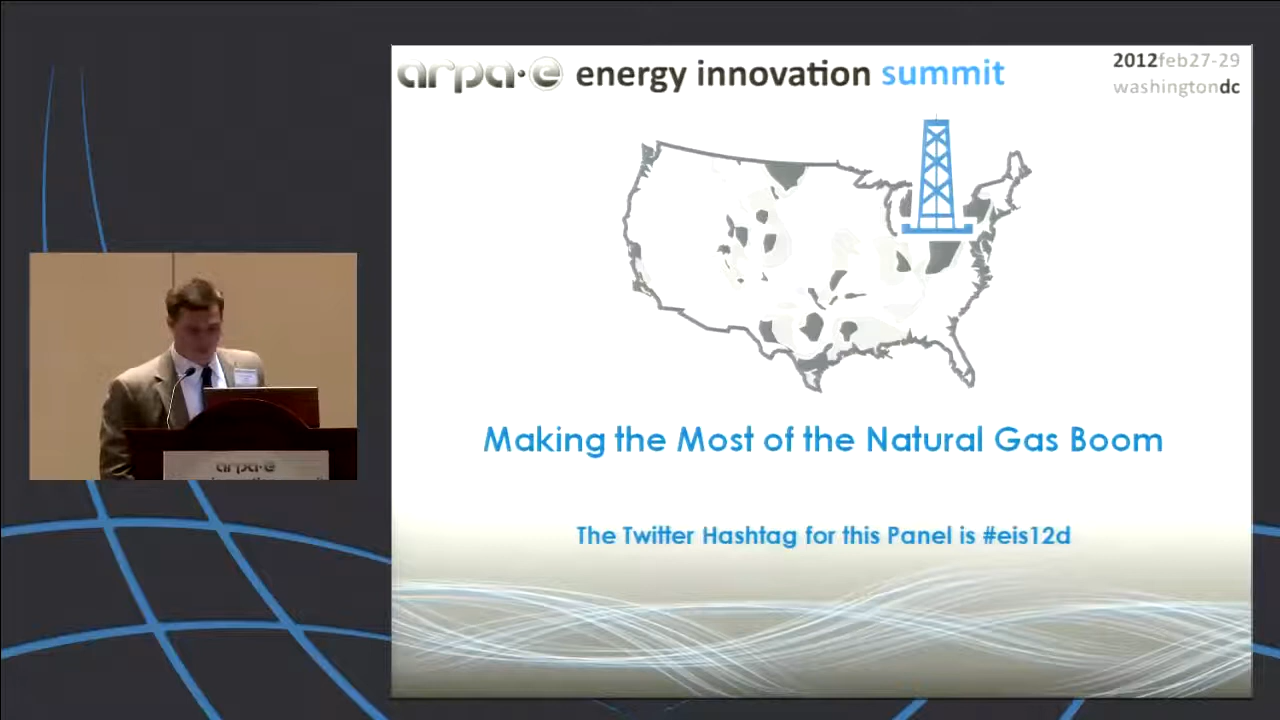 arpa·e energy innovation summit
2012feb27-29
washingtondc
Making the Most of the Natural Gas Boom
The Twitter Hashtag for this Panel is #eis12d
arpa·e